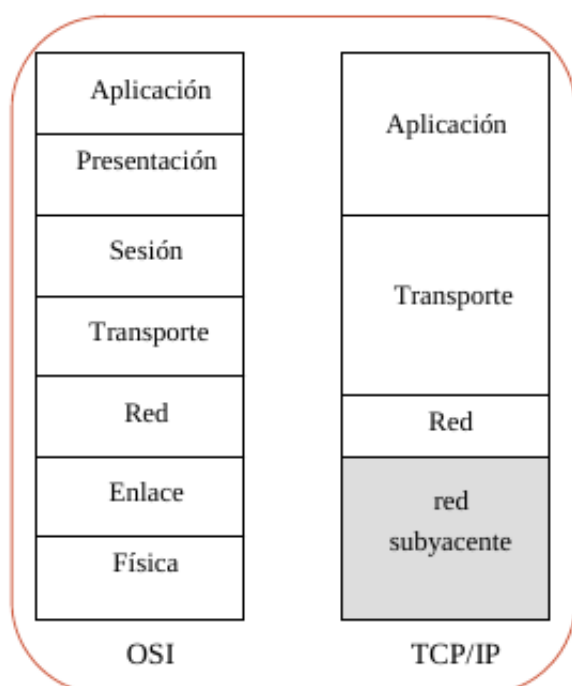 Aplicación
Presentación
Sesión
Transporte
Red
Enlace
Física
OSI
Aplicación
Transporte
Red
red
subyacente
TCP/IP